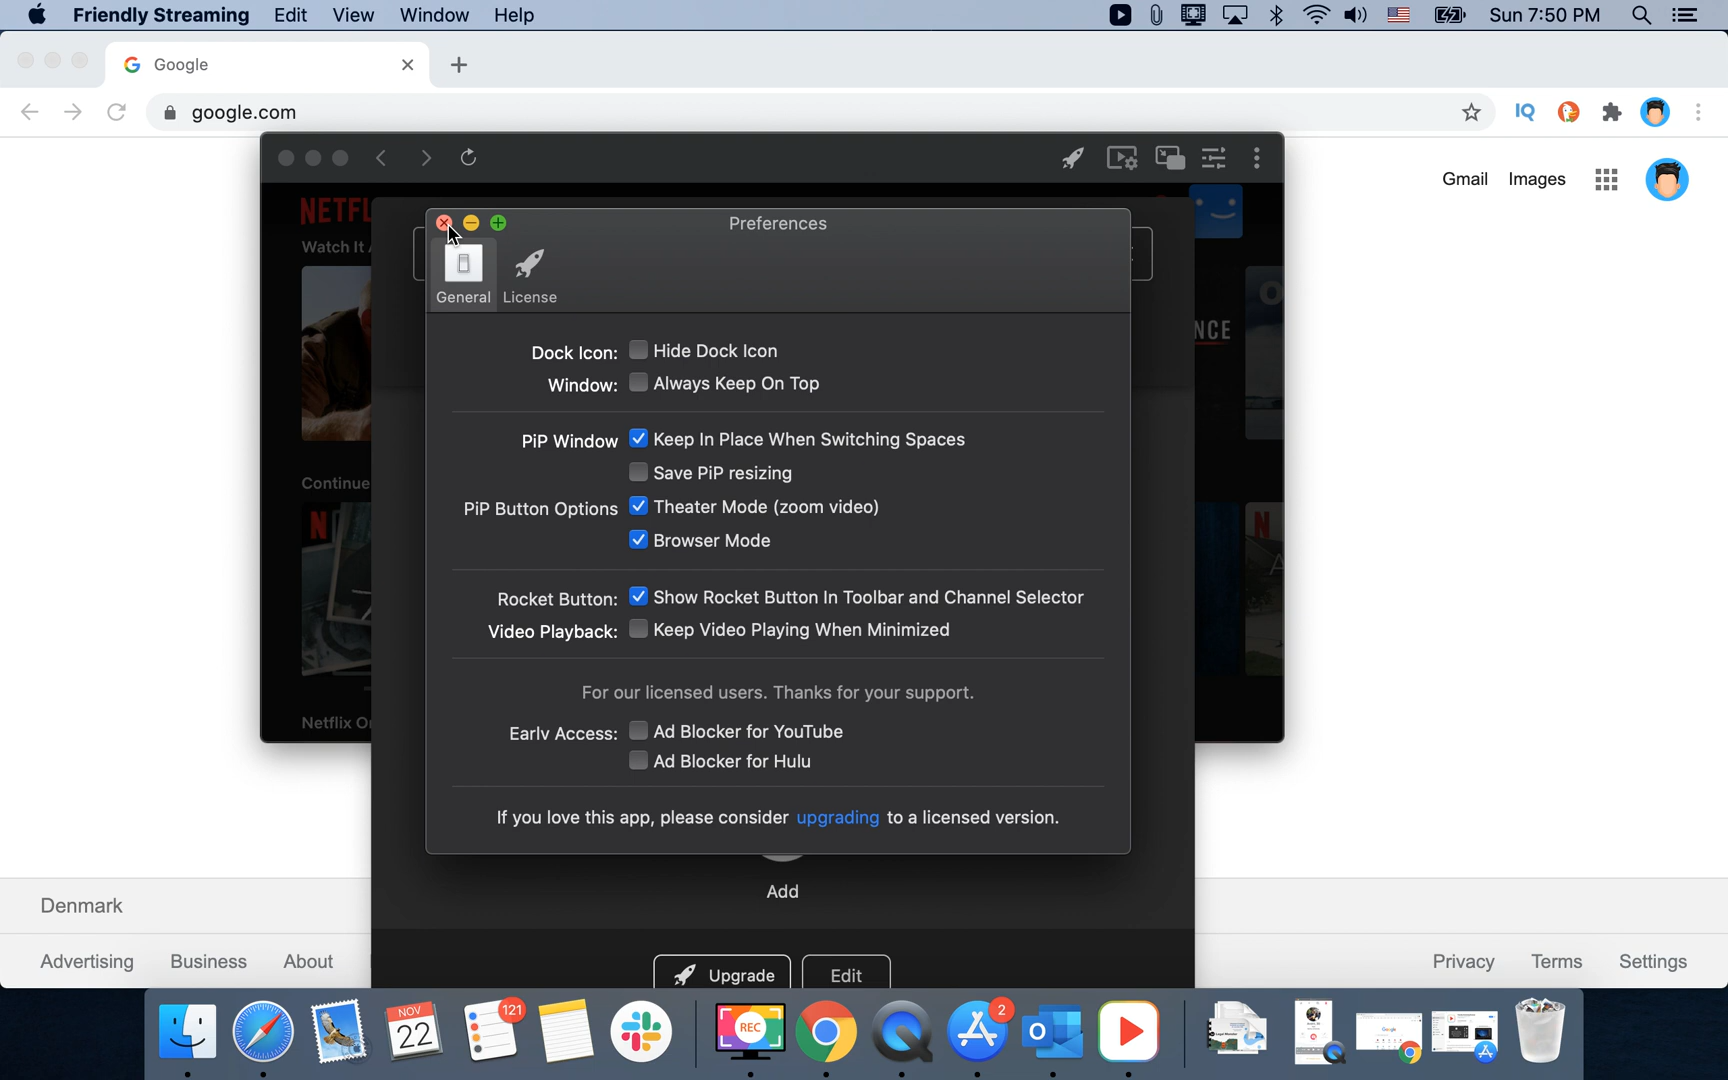 Friendly Streaming Edit View Window Help Sun 7:50 PM
Google
google.com
Gmail Images
NETFL
Watch It A
Preferences
General License
NCE
Dock Icon: Hide Dock Icon
Window: Always Keep On Top
PiP Window Keep In Place When Switching Spaces
Save PiP resizing
Continue
PiP Button Options Theater Mode (zoom video)
Browser Mode
Rocket Button: Show Rocket Button In Toolbar and Channel Selector
Video Playback: Keep Video Playing When Minimized
For our licensed users. Thanks for your support.
Netflix O
Early Access: Ad Blocker for YouTube
Ad Blocker for Hulu
If you love this app, please consider upgrading to a licensed version.
Add
Denmark
Advertising Business About Privacy Terms Settings
Upgrade Edit
NOV
22
121
REC
2